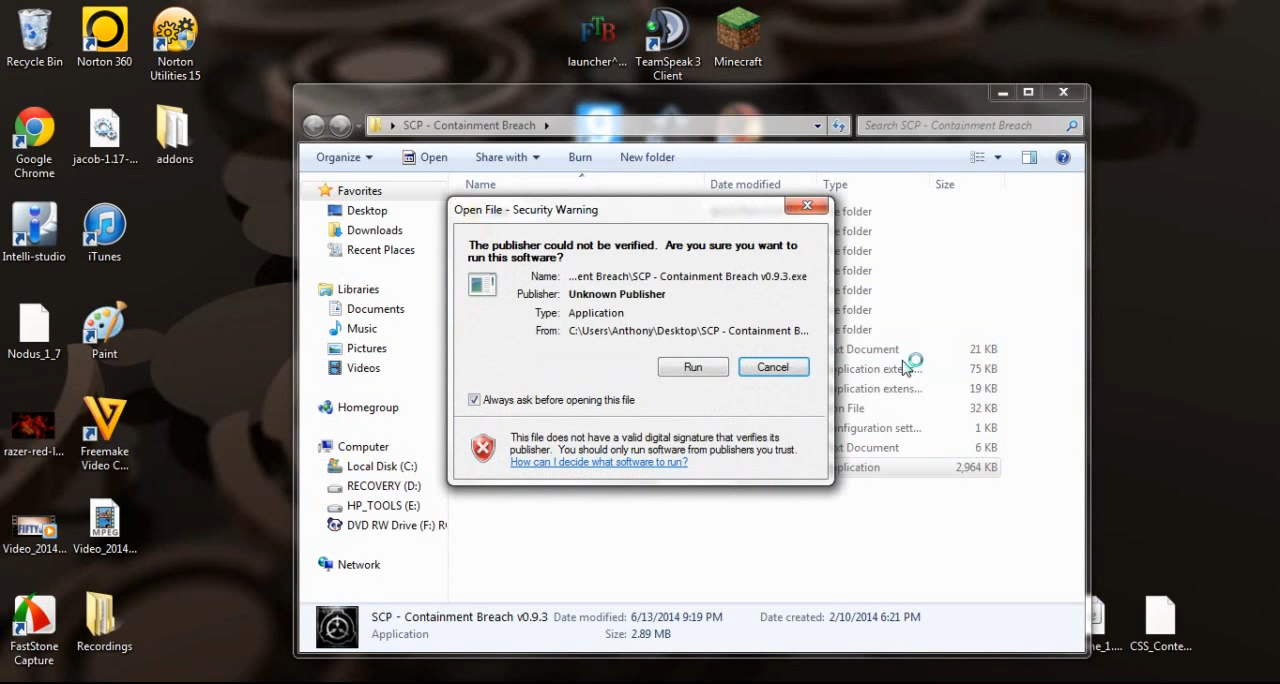 Recycle Bin
Norton 360
Norton
Utilities 15
launcher^...
TeamSpeak 3
Client
Minecraft
Google
Chrome
jacob-1.17-...
addons
Intelli-studio
iTunes
Nodus_1_7
Paint
razer-red-l...
Freemake
Video C...
Video_2014...
Video_2014...
FastStone
Capture
Recordings
SCP - Containment Breach
Search SCP - Containment Breach
Organize
Open
Share with
Burn
New folder
Name
Date modified
Type
Size
Favorites
Desktop
Downloads
Recent Places
Libraries
Documents
Music
Pictures
Videos
Homegroup
Computer
Local Disk (C:)
RECOVERY (D:)
HP_TOOLS (E:)
DVD RW Drive (F:)
Network
Open File - Security Warning
The publisher could not be verified. Are you sure you want to
run this software?
Name: ...ent Breach\SCP - Containment Breach v0.9.3.exe
Publisher: Unknown Publisher
Type: Application
From: C:\Users\Anthony\Desktop\SCP - Containment B...
Run
Cancel
Always ask before opening this file
This file does not have a valid digital signature that verifies its
publisher. You should only run software from publishers you trust.
How can I decide what software to run?
e folder
e folder
e folder
e folder
e folder
e folder
e folder
xt Document 21 KB
plication exte... 75 KB
plication extens... 19 KB
n File 32 KB
nfiguration sett... 1 KB
xt Document 6 KB
plication 2,964 KB
SCP - Containment Breach v0.9.3 Date modified: 6/13/2014 9:19 PM Date created: 2/10/2014 6:21 PM
Application Size: 2.89 MB
ne_1....
CSS_Conte...